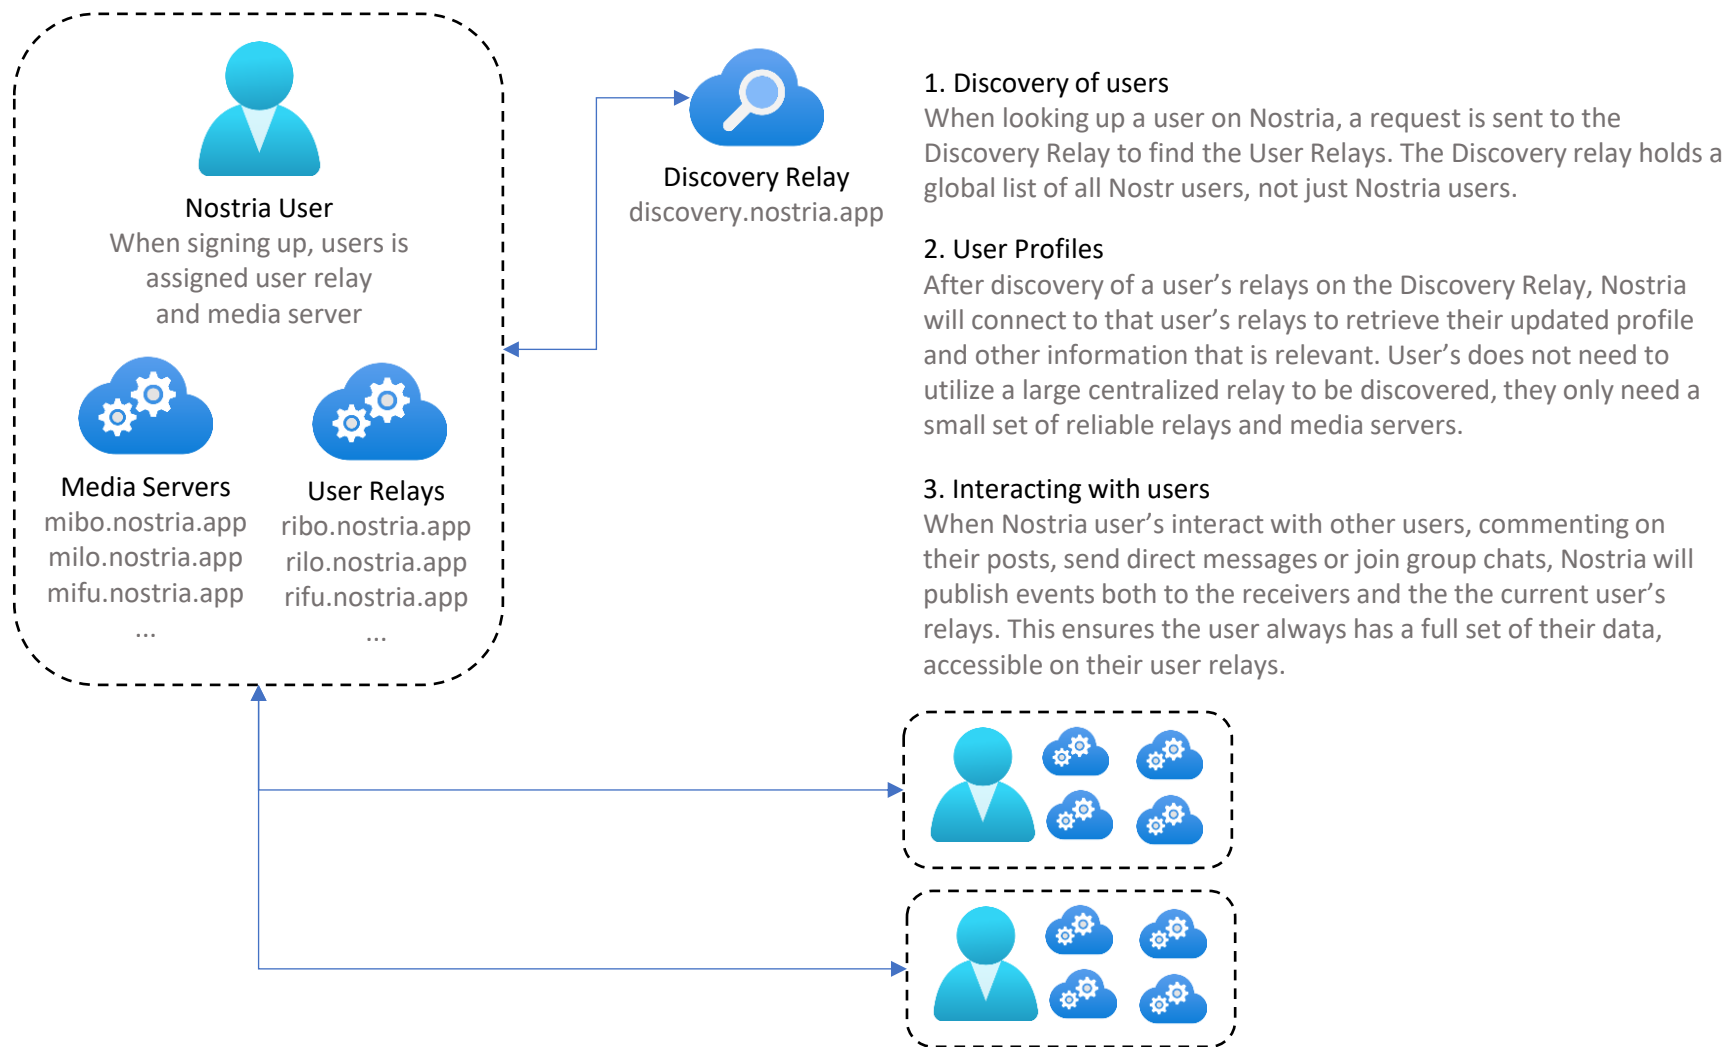 Nostria User
When signing up, users is
assigned user relay
and media server
Media Servers
mibo.nostria.app
milo.nostria.app
mifu.nostria.app
...
User Relays
ribo.nostria.app
rilo.nostria.app
rifu.nostria.app
...
Discovery Relay
discovery.nostria.app
1. Discovery of users
When looking up a user on Nostria, a request is sent to the
Discovery Relay to find the User Relays. The Discovery relay holds a
global list of all Nostr users, not just Nostria users.
2. User Profiles
After discovery of a user’s relays on the Discovery Relay, Nostria
will connect to that user’s relays to retrieve their updated profile
and other information that is relevant. User’s does not need to
utilize a large centralized relay to be discovered, they only need a
small set of reliable relays and media servers.
3. Interacting with users
When Nostria user’s interact with other users, commenting on
their posts, send direct messages or join group chats, Nostria will
publish events both to the receivers and the the current user’s
relays. This ensures the user always has a full set of their data,
accessible on their user relays.